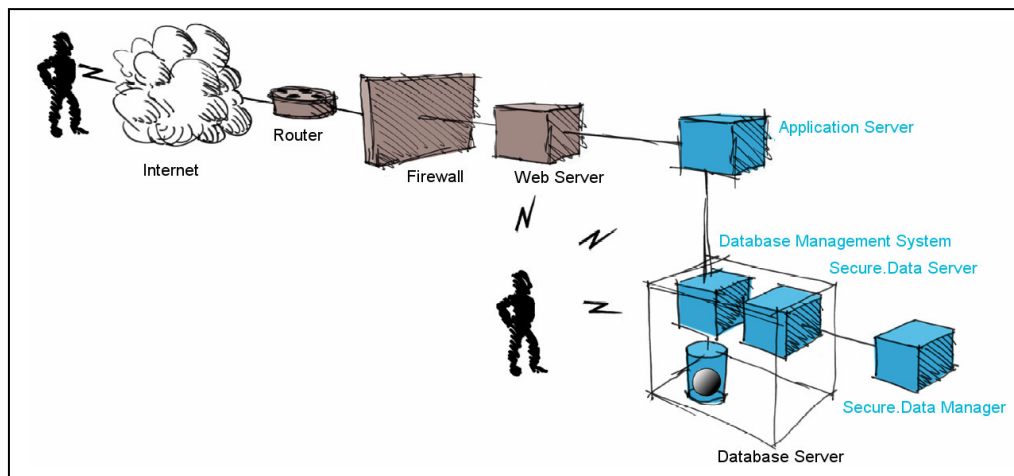 Application Server
Router
Internet
Firewall
Web Server
Database Management System
Secure.Data Server
Secure.Data Manager
Database Server